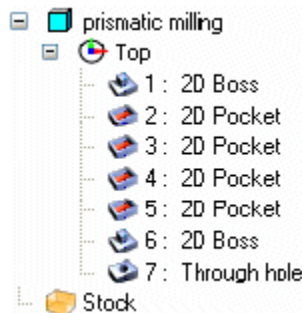 prismatic milling
Top
1 : 2D Boss
2 : 2D Pocket
3 : 2D Pocket
4 : 2D Pocket
5 : 2D Pocket
6 : 2D Boss
7 : Through hole
Stock